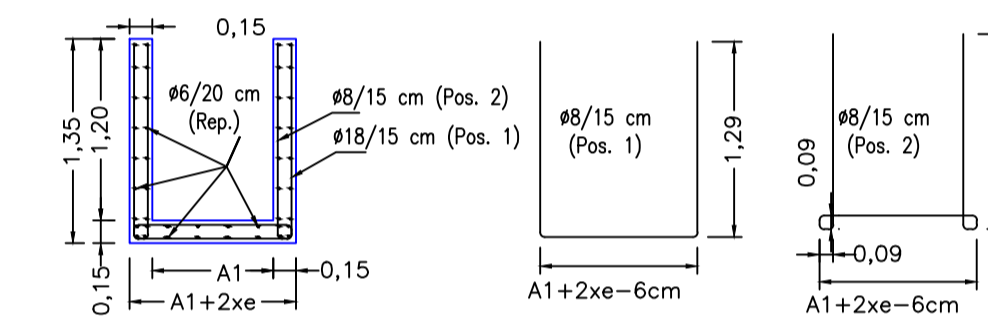 0,15
ø6/20 cm
(Rep.)
ø8/15 cm (Pos. 2)
ø18/15 cm (Pos. 1)
1,35
1,20
0,15
A1
0,15
A1+2xe
ø8/15 cm
(Pos. 1)
1,29
A1+2xe-6cm
ø8/15 cm
(Pos. 2)
0,09
0,09
A1+2xe-6cm